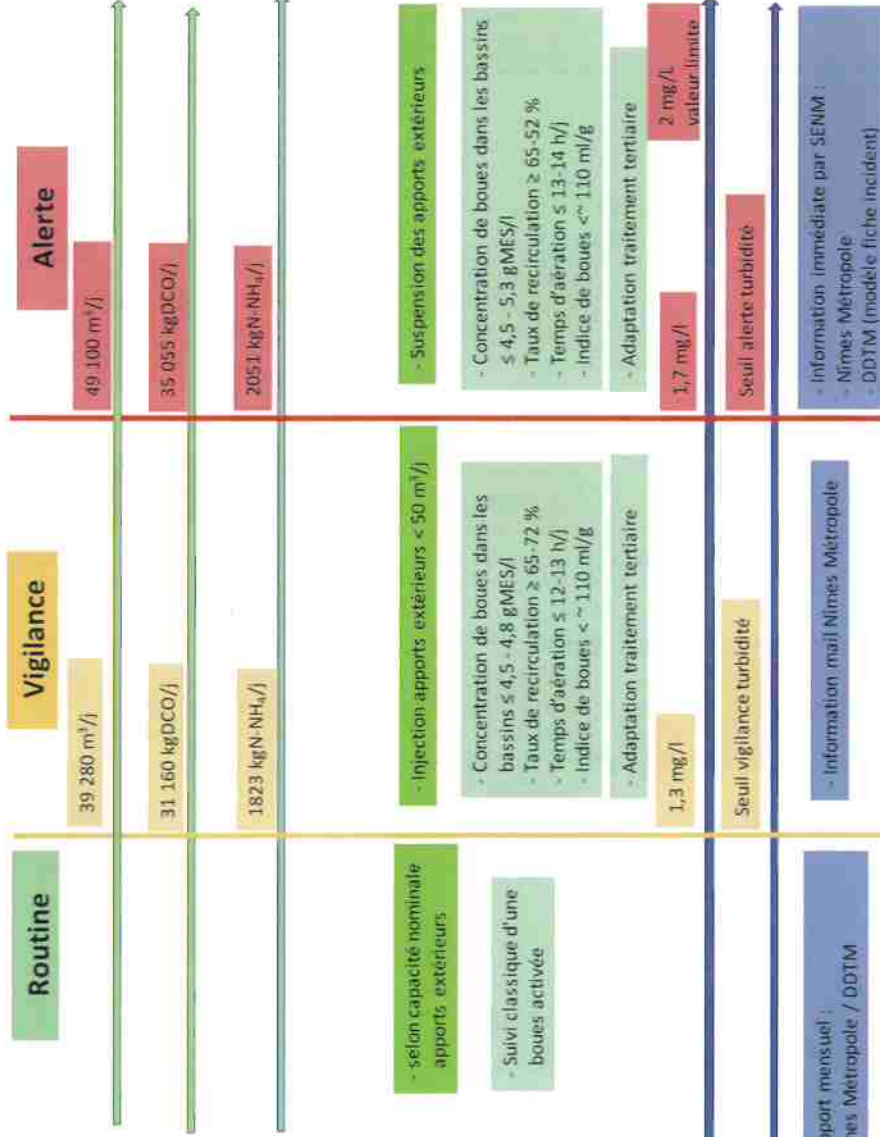 Routine
Vigilance
Alerte
39 280 m³/j
49 100 m³/j
31 160 kgDCO/j
35 055 kgDCO/j
1823 kgN-NH₄/j
2051 kgN-NH₄/j
- selon capacité nominale
apports extérieurs
- Injection apports extérieurs < 50 m³/j
- Suspension des apports extérieurs
- Suivi classique d'une
boues activée
- Concentration de boues dans les
bassins ≤ 4,5 - 4,8 gMES/l
- Taux de recirculation ≥ 65-72 %
- Temps d'aération ≤ 12-13 h/j
- Indice de boues < ~ 110 ml/g
- Concentration de boues dans les bassins
≤ 4,5 - 5,3 gMES/l
- Taux de recirculation ≥ 65-52 %
- Temps d'aération ≤ 13-14 h/j
- Indice de boues <~ 110 ml/g
- Adaptation traitement tertiaire
- Adaptation traitement tertiaire
1,3 mg/l
1,7 mg/l
2 mg/L
valeur limite
Seuil vigilance turbidité
Seuil alerte turbidité
port mensuel :
nes Métropole / DDTM
- Information mail Nîmes Métropole
- Information immédiate par SENM :
- Nîmes Métropole
- DDTM (modèle fiche incident)